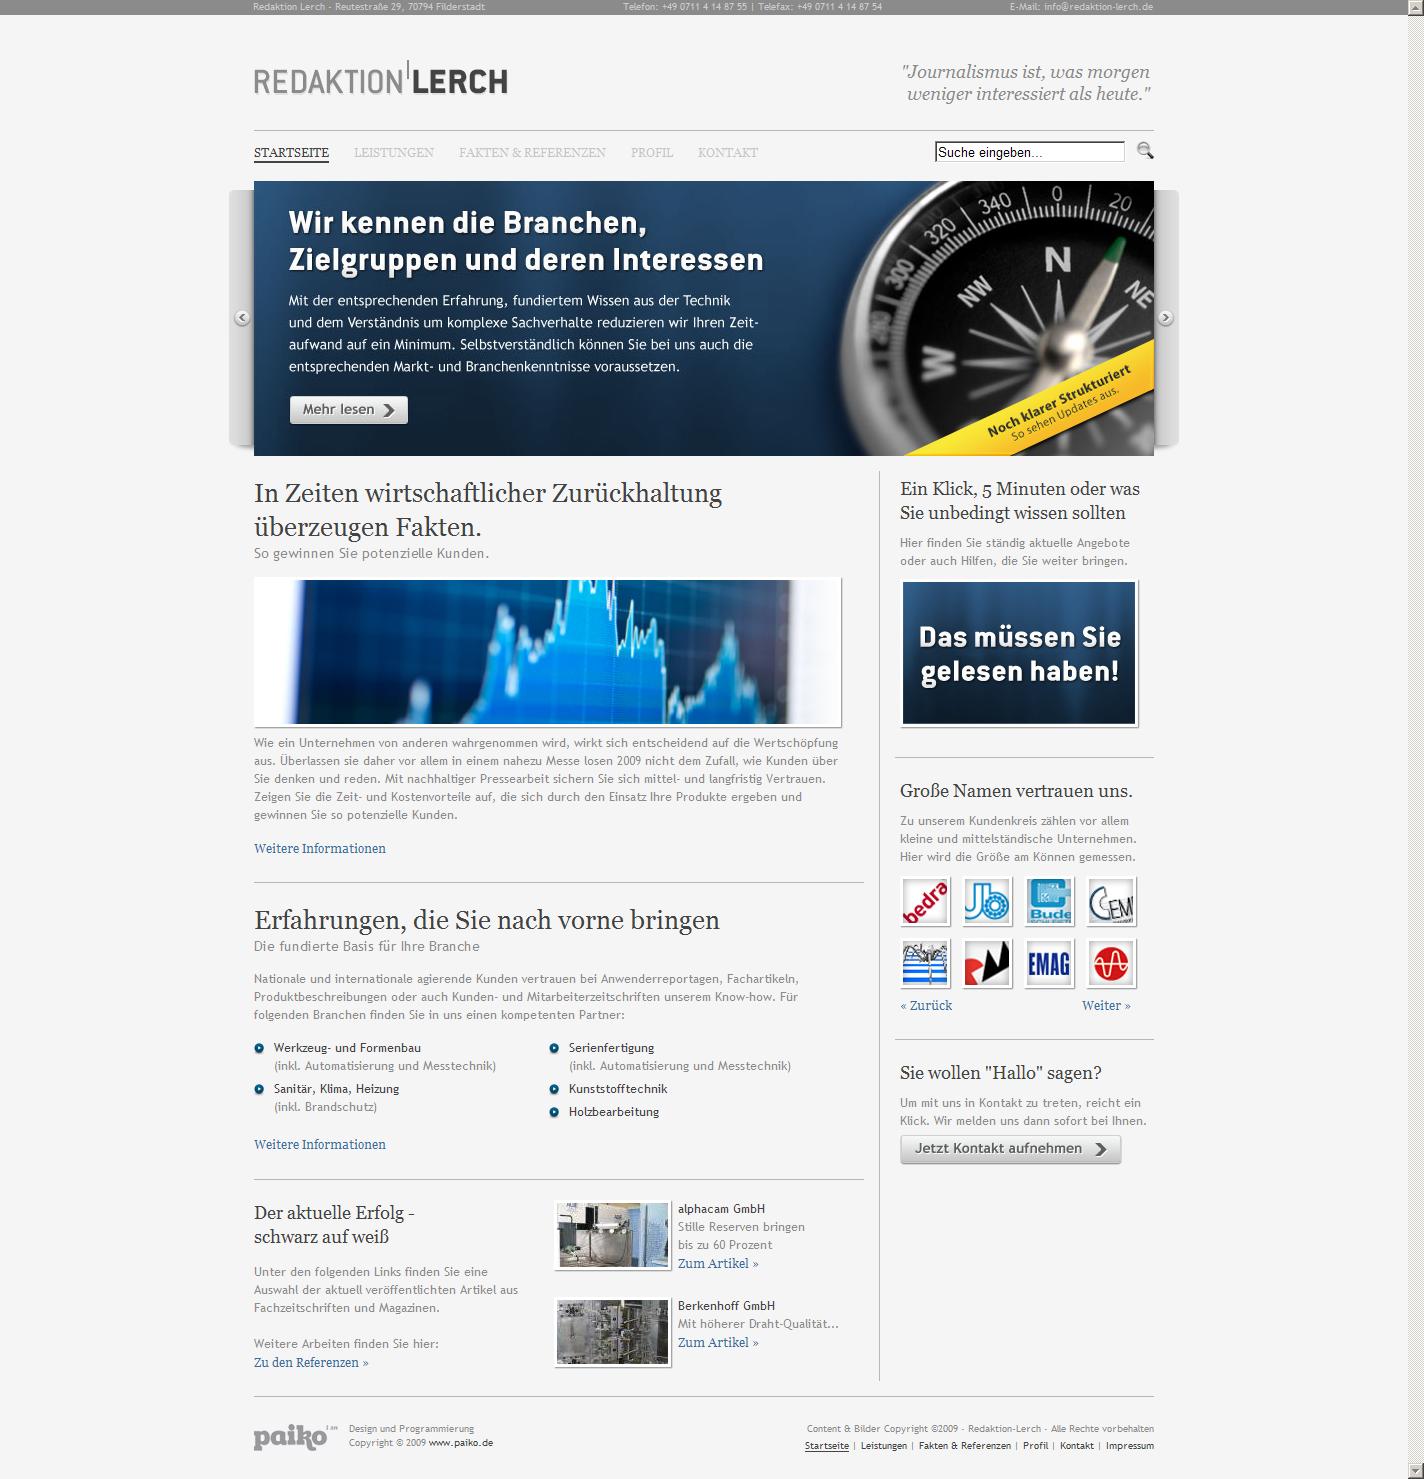 Redaktion Lerch - Reutestraße 29, 70794 Filderstadt
Telefon: +49 0711 4 14 87 55 | Telefax: +49 0711 4 14 87 54
E-Mail: info@redaktion-lerch.de
REDAKTION LERCH
"Journalismus ist, was morgen
weniger interessiert als heute."
STARTSEITE LEISTUNGEN FAKTEN & REFERENZEN PROFIL KONTAKT
Suche eingeben...
Wir kennen die Branchen,
Zielgruppen und deren Interessen
Mit der entsprechenden Erfahrung, fundiertem Wissen aus der Technik
und dem Verständnis um komplexe Sachverhalte reduzieren wir Ihren Zeit-
aufwand auf ein Minimum. Selbstverständlich können Sie bei uns auch die
entsprechenden Markt- und Branchenkenntnisse voraussetzen.
Mehr lesen
300 320 340 0 20
W NW N NE
Noch klarer Strukturiert
So sehen Updates aus.
In Zeiten wirtschaftlicher Zurückhaltung
überzeugen Fakten.
So gewinnen Sie potenzielle Kunden.
Wie ein Unternehmen von anderen wahrgenommen wird, wirkt sich entscheidend auf die Wertschöpfung
aus. Überlassen sie daher vor allem in einem nahezu Messe losen 2009 nicht dem Zufall, wie Kunden über
Sie denken und reden. Mit nachhaltiger Pressearbeit sichern Sie sich mittel- und langfristig Vertrauen.
Zeigen Sie die Zeit- und Kostenvorteile auf, die sich durch den Einsatz Ihre Produkte ergeben und
gewinnen Sie so potenzielle Kunden.
Weitere Informationen
Erfahrungen, die Sie nach vorne bringen
Die fundierte Basis für Ihre Branche
Nationale und internationale agierende Kunden vertrauen bei Anwenderreportagen, Fachartikeln,
Produktbeschreibungen oder auch Kunden- und Mitarbeiterzeitschriften unserem Know-how. Für
folgenden Branchen finden Sie in uns einen kompetenten Partner:
Werkzeug- und Formenbau
(inkl. Automatisierung und Messtechnik)
Sanitär, Klima, Heizung
(inkl. Brandschutz)
Serienfertigung
(inkl. Automatisierung und Messtechnik)
Kunststofftechnik
Holzbearbeitung
Weitere Informationen
Der aktuelle Erfolg -
schwarz auf weiß
Unter den folgenden Links finden Sie eine
Auswahl der aktuell veröffentlichten Artikel aus
Fachzeitschriften und Magazinen.
Weitere Arbeiten finden Sie hier:
Zu den Referenzen »
alphacam GmbH
Stille Reserven bringen
bis zu 60 Prozent
Zum Artikel »
Berkenhoff GmbH
Mit höherer Draht-Qualität...
Zum Artikel »
Ein Klick, 5 Minuten oder was
Sie unbedingt wissen sollten
Hier finden Sie ständig aktuelle Angebote
oder auch Hilfen, die Sie weiter bringen.
Das müssen Sie
gelesen haben!
Große Namen vertrauen uns.
Zu unserem Kundenkreis zählen vor allem
kleine und mittelständische Unternehmen.
Hier wird die Größe am Können gemessen.
bedra
Bude
GEM
EMAG
« Zurück Weiter »
Sie wollen "Hallo" sagen?
Um mit uns in Kontakt zu treten, reicht ein
Klick. Wir melden uns dann sofort bei Ihnen.
Jetzt Kontakt aufnehmen
paiko
Design und Programmierung
Copyright © 2009 www.paiko.de
Content & Bilder Copyright ©2009 - Redaktion-Lerch - Alle Rechte vorbehalten
Startseite | Leistungen | Fakten & Referenzen | Profil | Kontakt | Impressum